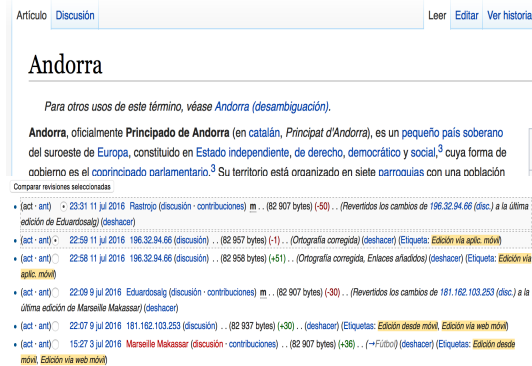 Artículo Discusión Leer Editar Ver historia
Andorra
Para otros usos de este término, véase Andorra (desambiguación).
Andorra, oficialmente Principado de Andorra (en catalán, Principat d'Andorra), es un pequeño país soberano
del suroeste de Europa, constituido en Estado independiente, de derecho, democrático y social,3 cuya forma de
gobierno es el coprincipado parlamentario.3 Su territorio está organizado en siete parroquias con una población
Comparar revisiones seleccionadas
(act · ant) 23:31 11 jul 2016 Rastrojo (discusión · contribuciones) m . . (82 907 bytes) (-50) . . (Revertidos los cambios de 196.32.94.66 (disc.) a la última
edición de Eduardosalg) (deshacer)
(act · ant) 22:59 11 jul 2016 196.32.94.66 (discusión) . . (82 957 bytes) (-1) . . (Ortografía corregida) (deshacer) (Etiqueta: Edición vía aplic. móvil)
(act · ant) 22:58 11 jul 2016 196.32.94.66 (discusión) . . (82 958 bytes) (+51) . . (Ortografía corregida, Enlaces añadidos) (deshacer) (Etiqueta: Edición vía
aplic. móvil)
(act · ant) 22:09 9 jul 2016 Eduardosalg (discusión · contribuciones) m . . (82 907 bytes) (-30) . . (Revertidos los cambios de 181.162.103.253 (disc.) a la
última edición de Marseille Makassar) (deshacer)
(act · ant) 22:07 9 jul 2016 181.162.103.253 (discusión) . . (82 937 bytes) (+30) . . (deshacer) (Etiquetas: Edición desde móvil, Edición vía web móvil)
(act · ant) 15:27 3 jul 2016 Marseille Makassar (discusión · contribuciones) . . (82 907 bytes) (+36) . . (→Fútbol) (deshacer) (Etiquetas: Edición desde
móvil, Edición vía web móvil)